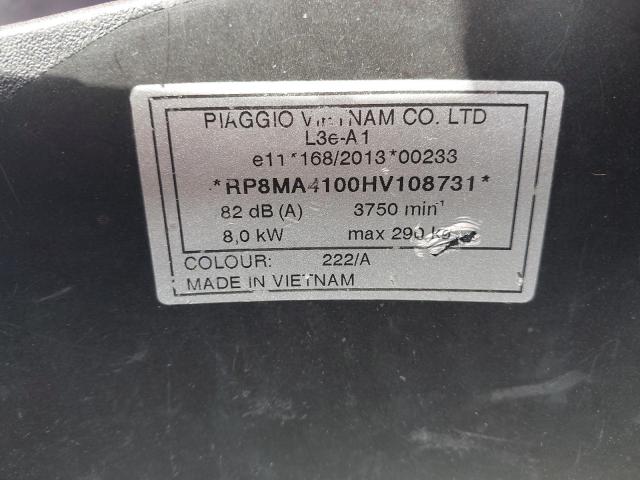 PIAGGIO VIETNAM CO. LTD
L3e-A1
e11*168/2013*00233
*RP8MA4100HV108731*
82 dB (A) 3750 min⁻¹
8,0 kW max 290 kg
COLOUR: 222/A
MADE IN VIETNAM